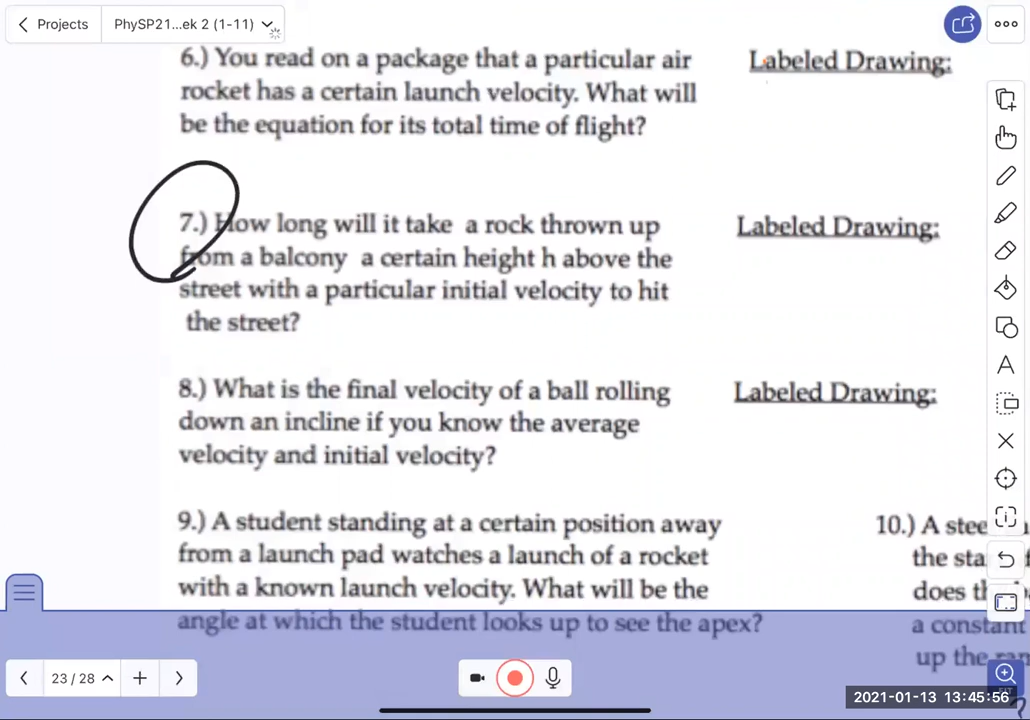 Projects
PhySP21...ek 2 (1-11)
6.) You read on a package that a particular air
rocket has a certain launch velocity. What will
be the equation for its total time of flight?
Labeled Drawing:
7.) How long will it take a rock thrown up
from a balcony a certain height h above the
street with a particular initial velocity to hit
the street?
Labeled Drawing:
8.) What is the final velocity of a ball rolling
down an incline if you know the average
velocity and initial velocity?
Labeled Drawing:
9.) A student standing at a certain position away
from a launch pad watches a launch of a rocket
with a known launch velocity. What will be the
angle at which the student looks up to see the apex?
10.) A stee
the sta
does th
a constant
up the ram
23 / 28
2021-01-13 13:45:56